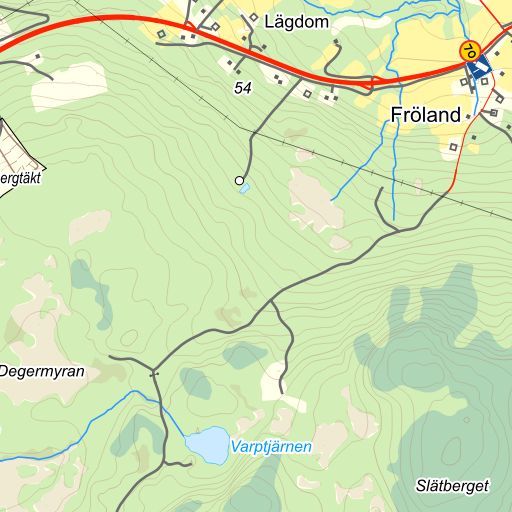 Lägdom
70
54
Fröland
ergtäkt
Degermyran
Varptjärnen
Slätberget